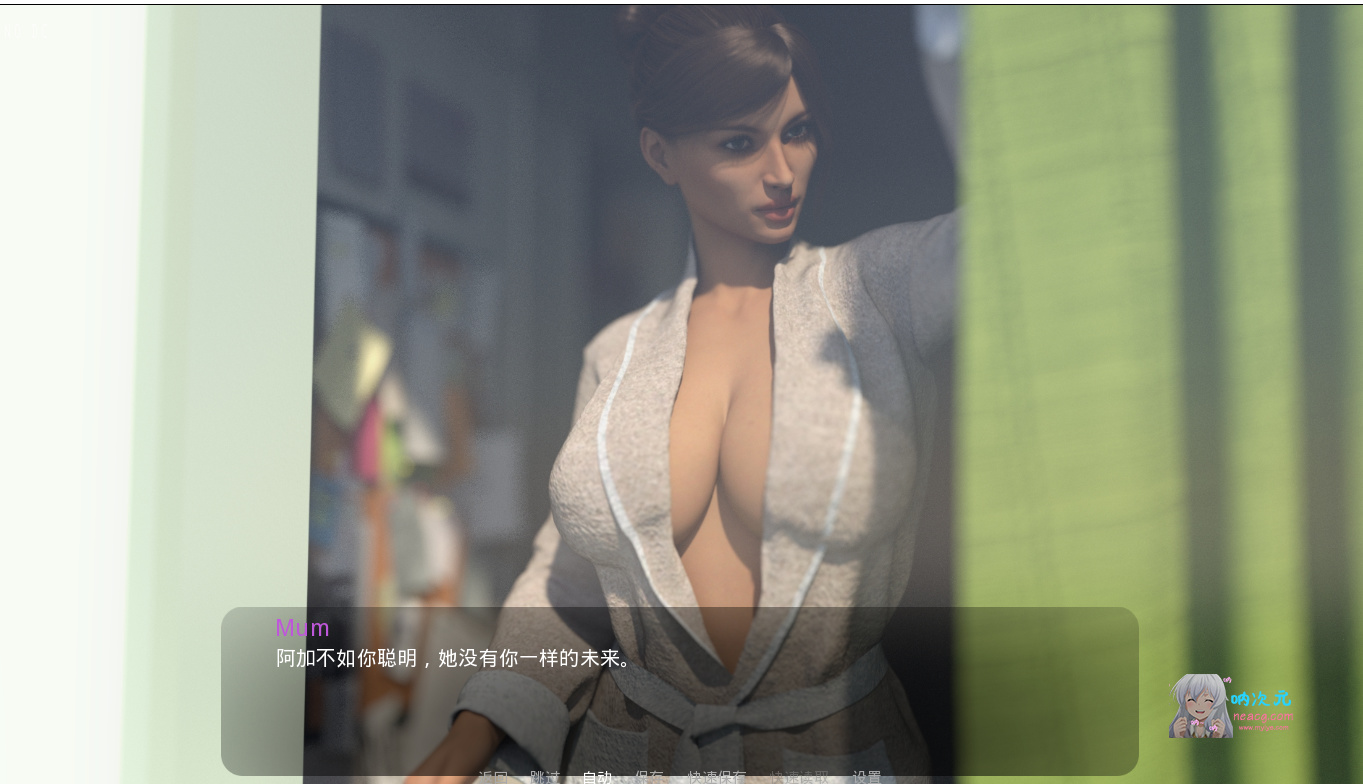 Mum
阿加不如你聪明，她没有你一样的未来。
呐次元
返回 跳过 自动 保存 快速保存 快速读取 设置